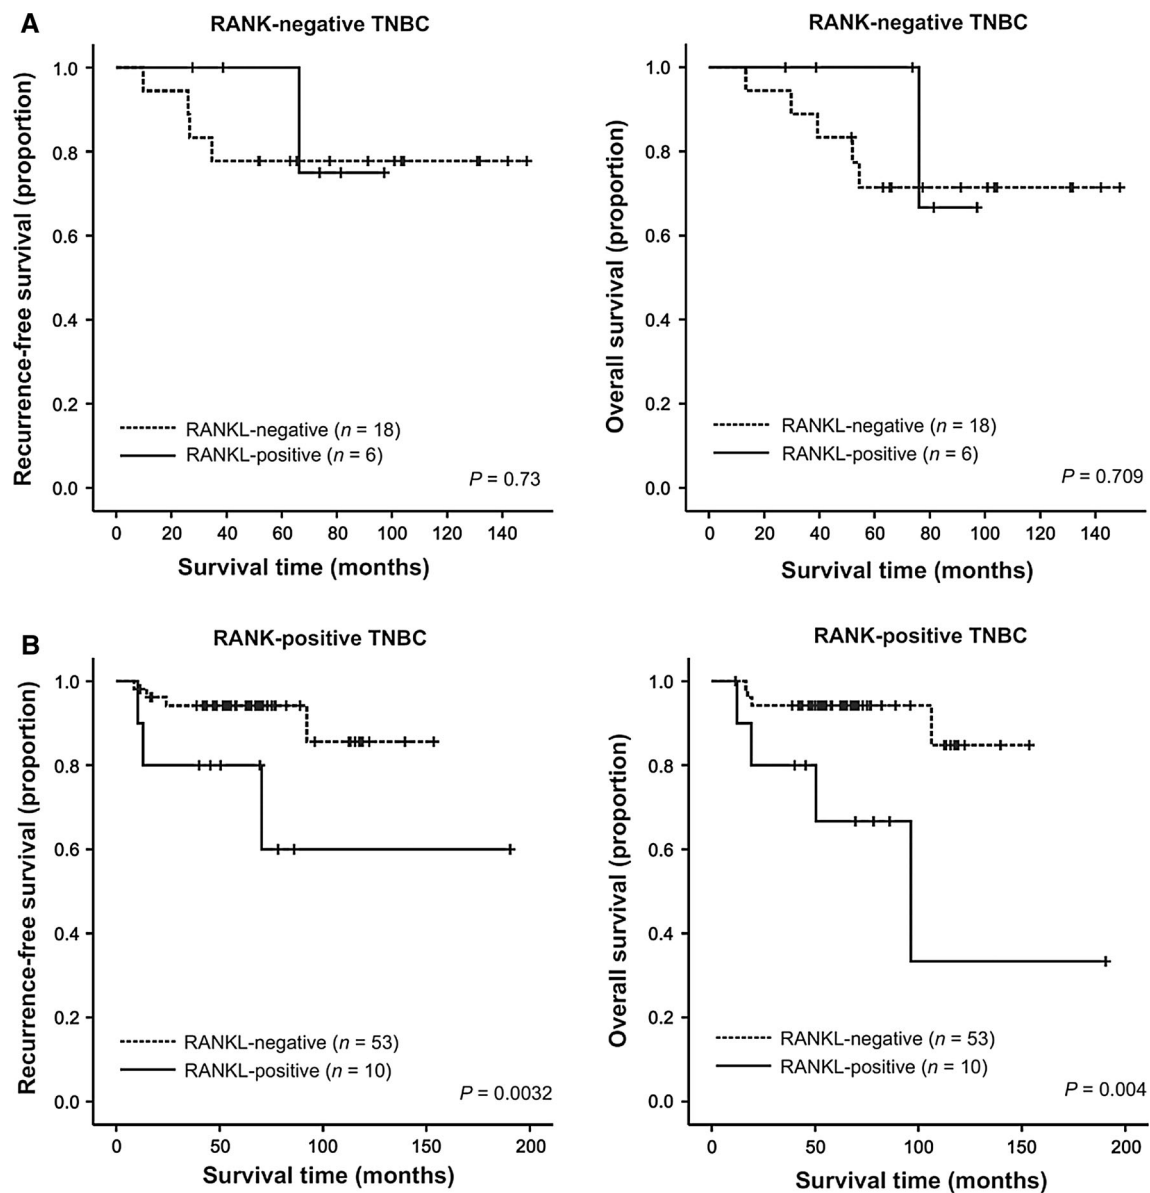 A
RANK-negative TNBC
Recurrence-free survival (proportion)
1.0
0.8
0.6
0.4
0.2
0.0
RANKL-negative (n = 18)
RANKL-positive (n = 6)
P = 0.73
0 20 40 60 80 100 120 140
Survival time (months)
RANK-negative TNBC
Overall survival (proportion)
1.0
0.8
0.6
0.4
0.2
0.0
RANKL-negative (n = 18)
RANKL-positive (n = 6)
P = 0.709
0 20 40 60 80 100 120 140
Survival time (months)
B
RANK-positive TNBC
Recurrence-free survival (proportion)
1.0
0.8
0.6
0.4
0.2
0.0
RANKL-negative (n = 53)
RANKL-positive (n = 10)
P = 0.0032
0 50 100 150 200
Survival time (months)
RANK-positive TNBC
Overall survival (proportion)
1.0
0.8
0.6
0.4
0.2
0.0
RANKL-negative (n = 53)
RANKL-positive (n = 10)
P = 0.004
0 50 100 150 200
Survival time (months)